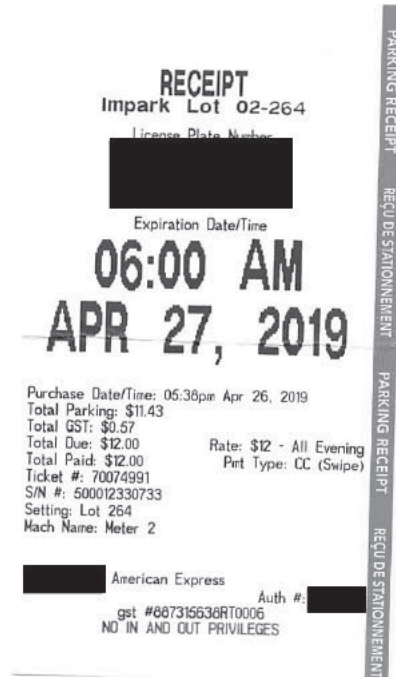 RECEIPT
Impark Lot 02-264
License Plate Number
Expiration Date/Time
06:00 AM
APR 27, 2019
Purchase Date/Time: 05:38pm Apr 26, 2019
Total Parking: $11.43
Total GST: $0.57
Total Due: $12.00
Rate: $12 - All Evening
Total Paid: $12.00
Pmt Type: CC (Swipe)
Ticket #: 70074991
S/N #: 500012330733
Setting: Lot 264
Mach Name: Meter 2
American Express
Auth #:
gst #887315638RT0006
NO IN AND OUT PRIVILEGES
PARKING RECEIPT
REÇU DE STATIONNEMENT
PARKING RECEIPT
REÇU DE STATIONNEMENT